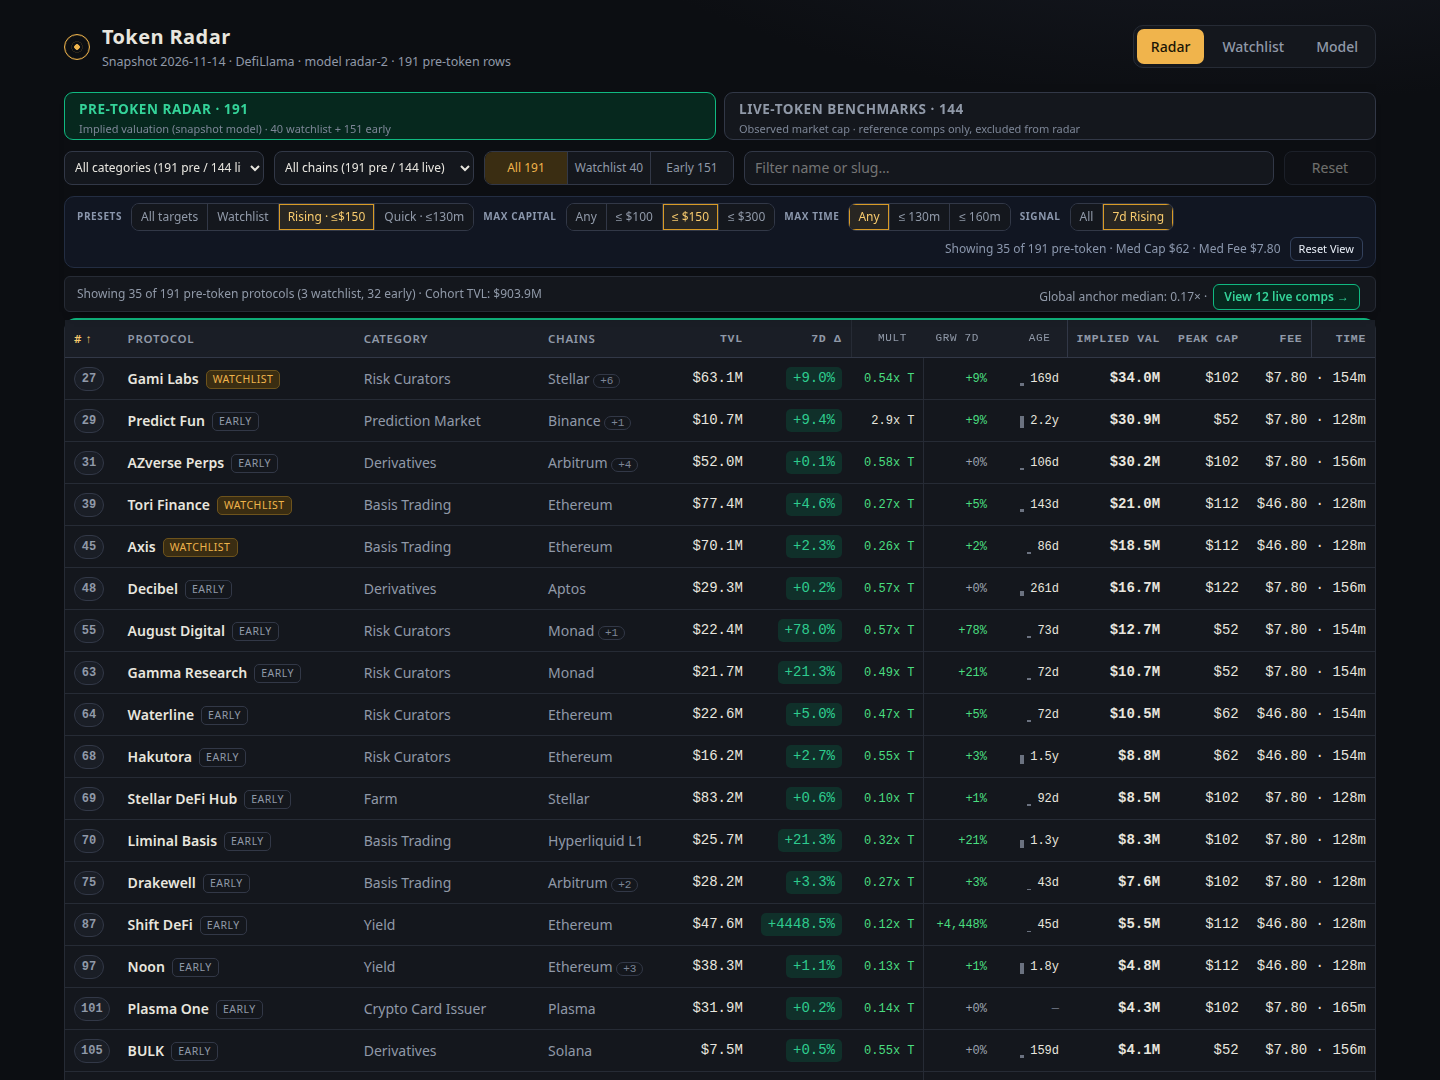 Token Radar
Snapshot 2026-11-14 · DefiLlama · model radar-2 · 191 pre-token rows
Radar Watchlist Model
PRE-TOKEN RADAR · 191
Implied valuation (snapshot model) · 40 watchlist + 151 early
LIVE-TOKEN BENCHMARKS · 144
Observed market cap · reference comps only, excluded from radar
All categories (191 pre / 144 li All chains (191 pre / 144 live) All 191 Watchlist 40 Early 151 Filter name or slug... Reset
PRESETS All targets Watchlist Rising · ≤$150 Quick · ≤130m MAX CAPITAL Any ≤ $100 ≤ $150 ≤ $300 MAX TIME Any ≤ 130m ≤ 160m SIGNAL All 7d Rising
Showing 35 of 191 pre-token · Med Cap $62 · Med Fee $7.80 Reset View
Showing 35 of 191 pre-token protocols (3 watchlist, 32 early) · Cohort TVL: $903.9M Global anchor median: 0.17× · View 12 live comps →
# ↑ PROTOCOL CATEGORY CHAINS TVL 7D Δ MULT GRW 7D AGE IMPLIED VAL PEAK CAP FEE TIME
27 Gami Labs WATCHLIST Risk Curators Stellar +6 $63.1M +9.0% 0.54x T +9% 169d $34.0M $102 $7.80 · 154m
29 Predict Fun EARLY Prediction Market Binance +1 $10.7M +9.4% 2.9x T +9% 2.2y $30.9M $52 $7.80 · 128m
31 AZverse Perps EARLY Derivatives Arbitrum +4 $52.0M +0.1% 0.58x T +0% 106d $30.2M $102 $7.80 · 156m
39 Tori Finance WATCHLIST Basis Trading Ethereum $77.4M +4.6% 0.27x T +5% 143d $21.0M $112 $46.80 · 128m
45 Axis WATCHLIST Basis Trading Ethereum $70.1M +2.3% 0.26x T +2% 86d $18.5M $112 $46.80 · 128m
48 Decibel EARLY Derivatives Aptos $29.3M +0.2% 0.57x T +0% 261d $16.7M $122 $7.80 · 156m
55 August Digital EARLY Risk Curators Monad +1 $22.4M +78.0% 0.57x T +78% 73d $12.7M $52 $7.80 · 154m
63 Gamma Research EARLY Risk Curators Monad $21.7M +21.3% 0.49x T +21% 72d $10.7M $52 $7.80 · 154m
64 Waterline EARLY Risk Curators Ethereum $22.6M +5.0% 0.47x T +5% 72d $10.5M $62 $46.80 · 154m
68 Hakutora EARLY Risk Curators Ethereum $16.2M +2.7% 0.55x T +3% 1.5y $8.8M $62 $46.80 · 154m
69 Stellar DeFi Hub EARLY Farm Stellar $83.2M +0.6% 0.10x T +1% 92d $8.5M $102 $7.80 · 128m
70 Liminal Basis EARLY Basis Trading Hyperliquid L1 $25.7M +21.3% 0.32x T +21% 1.3y $8.3M $102 $7.80 · 128m
75 Drakewell EARLY Basis Trading Arbitrum +2 $28.2M +3.3% 0.27x T +3% 43d $7.6M $102 $7.80 · 128m
87 Shift DeFi EARLY Yield Ethereum $47.6M +4448.5% 0.12x T +4,448% 45d $5.5M $112 $46.80 · 128m
97 Noon EARLY Yield Ethereum +3 $38.3M +1.1% 0.13x T +1% 1.8y $4.8M $112 $46.80 · 128m
101 Plasma One EARLY Crypto Card Issuer Plasma $31.9M +0.2% 0.14x T +0% — $4.3M $102 $7.80 · 165m
105 BULK EARLY Derivatives Solana $7.5M +0.5% 0.55x T +0% 159d $4.1M $52 $7.80 · 156m